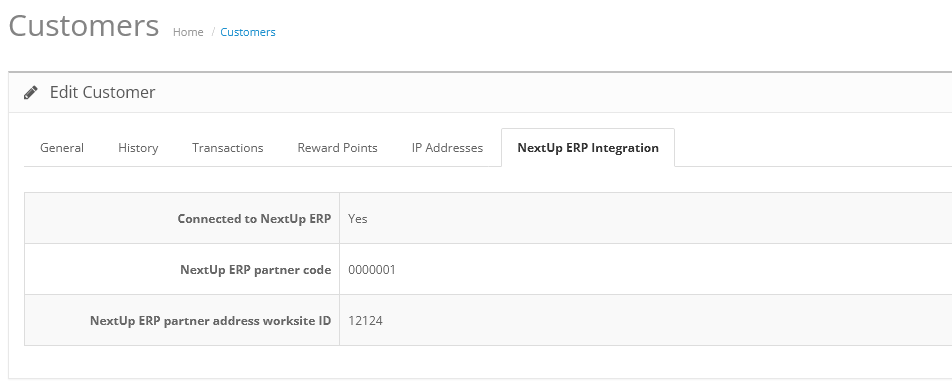 Customers Home / Customers
Edit Customer
General History Transactions Reward Points IP Addresses NextUp ERP Integration
Connected to NextUp ERP Yes
NextUp ERP partner code 0000001
NextUp ERP partner address worksite ID 12124